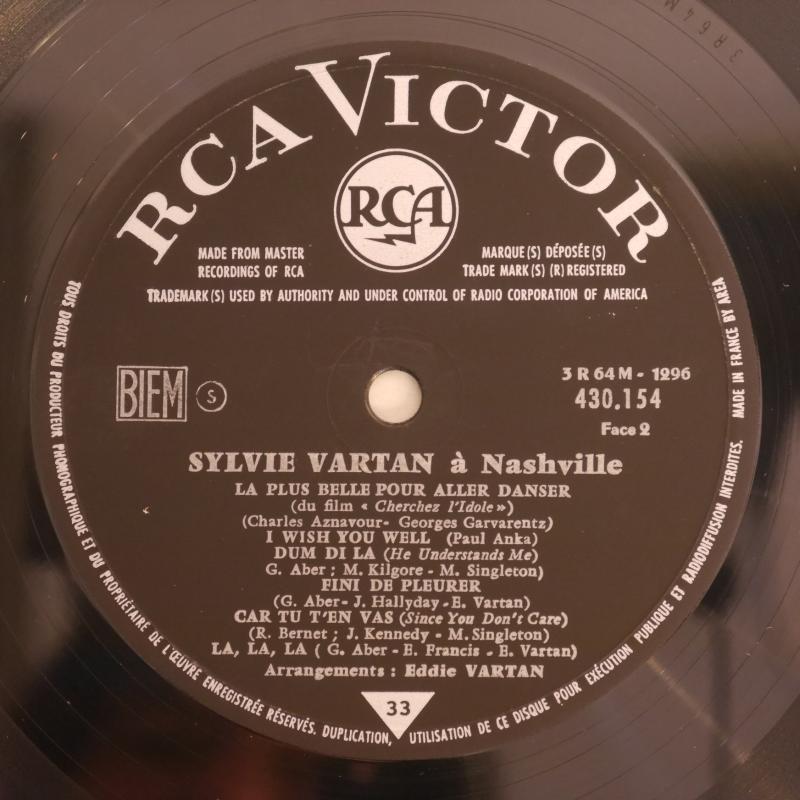 3 R 64 M
RCA VICTOR
RCA
MADE FROM MASTER
RECORDINGS OF RCA
MARQUE(S) DÉPOSÉE(S)
TRADE MARK(S) (R) REGISTERED
TRADEMARK(S) USED BY AUTHORITY AND UNDER CONTROL OF RADIO CORPORATION OF AMERICA
BIEM S
3 R 64 M - 1296
430.154
Face 2
SYLVIE VARTAN à Nashville
LA PLUS BELLE POUR ALLER DANSER
(du film « Cherchez l'Idole »)
(Charles Aznavour- Georges Garvarentz)
I WISH YOU WELL (Paul Anka)
DUM DI LA (He Understands Me)
G. Aber ; M. Kilgore - M. Singleton)
FINI DE PLEURER
(G. Aber- J. Hallyday-E. Vartan)
CAR TU T'EN VAS (Since You Don't Care)
(R. Bernet ; J. Kennedy - M. Singleton)
LA, LA, LA ( G. Aber - E. Francis - E. Vartan)
Arrangements : Eddie VARTAN
33
TOUS DROITS DU PRODUCTEUR PHONOGRAPHIQUE ET DU PROPRIÉTAIRE DE L'ŒUVRE ENREGISTRÉE RÉSERVÉS. DUPLICATION, UTILISATION DE CE DISQUE POUR EXÉCUTION PUBLIQUE ET RADIODIFFUSION INTERDITES. MADE IN FRANCE BY AREA